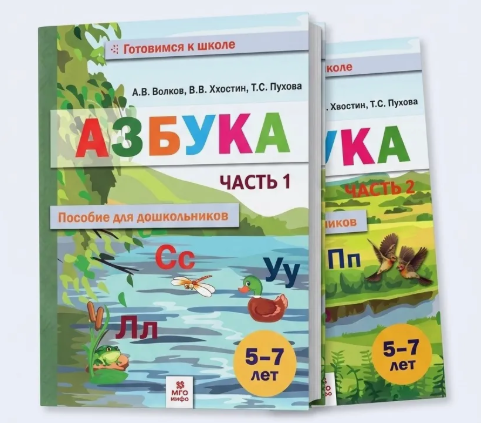 Готовимся к школе
А.В. Волков, В.В. Ххостин, Т.С. Пухова
АЗБУКА
ЧАСТЬ 1
Пособие для дошкольников
Сс
Уу
Лл
5–7
лет
МГО
мнфо
школе
. Хвостин, Т.С. Пухова
УКА
ЧАСТЬ 2
ников
Пп
5–7
лет